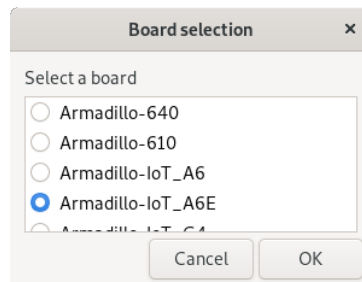 Board selection
Select a board
Armadillo-640
Armadillo-610
Armadillo-IoT_A6
Armadillo-IoT_A6E
Cancel
OK